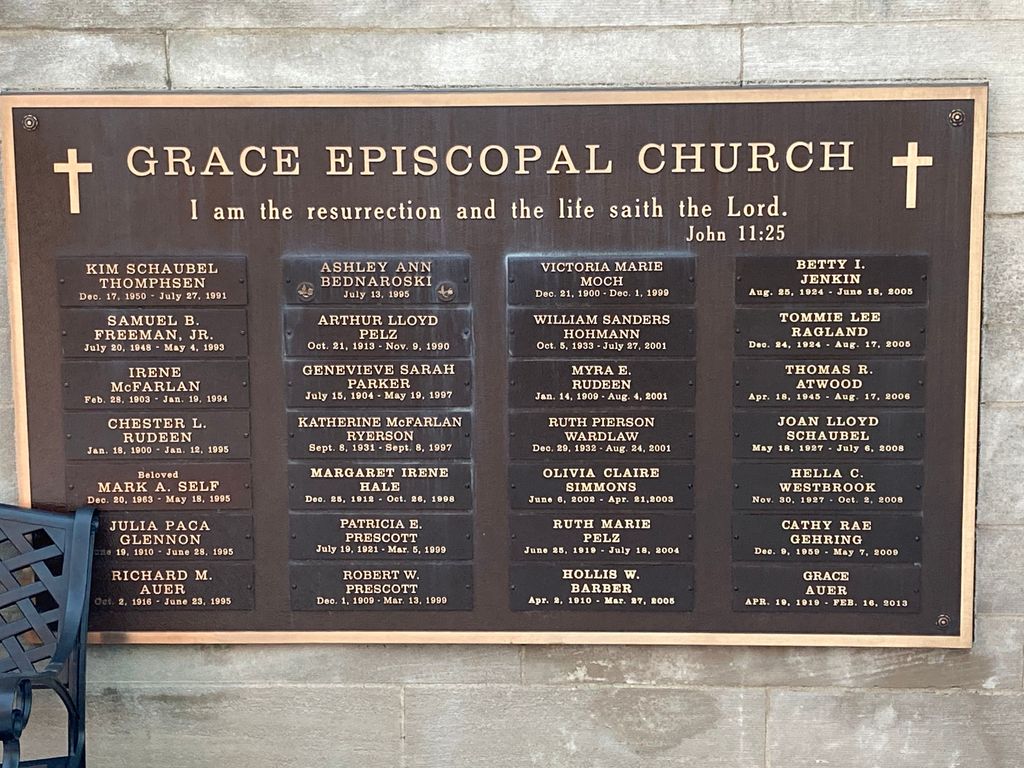 GRACE EPISCOPAL CHURCH
I am the resurrection and the life saith the Lord.
John 11:25
KIM SCHAUBEL
THOMPHSEN
Dec. 17, 1950 - July 27, 1991
SAMUEL B.
FREEMAN, JR.
July 20, 1948 - May 4, 1993
IRENE
McFARLAN
Feb. 28, 1903 - Jan. 19, 1994
CHESTER L.
RUDEEN
Jan. 18, 1900 - Jan. 12, 1995
Beloved
MARK A. SELF
Dec. 20, 1963 - May 18, 1995
JULIA PACA
GLENNON
19, 1910 - June 28, 1995
RICHARD M.
AUER
Oct. 2, 1916 - June 23, 1995
ASHLEY ANN
BEDNAROSKI
July 13, 1995
ARTHUR LLOYD
PELZ
Oct. 21, 1913 - Nov. 9, 1990
GENEVIEVE SARAH
PARKER
July 15, 1904 - May 19, 1997
KATHERINE McFARLAN
RYERSON
Sept. 8, 1931 - Sept. 8, 1997
MARGARET IRENE
HALE
Dec. 25, 1912 - Oct. 26, 1998
PATRICIA E.
PRESCOTT
July 19, 1921 - Mar. 5, 1999
ROBERT W.
PRESCOTT
Dec. 1, 1909 - Mar. 13, 1999
VICTORIA MARIE
MOCH
Dec. 21, 1900 - Dec. 1, 1999
WILLIAM SANDERS
HOHMANN
Oct. 5, 1933 - July 27, 2001
MYRA E.
RUDEEN
Jan. 14, 1909 - Aug. 4, 2001
RUTH PIERSON
WARDLAW
Dec. 29, 1932 - Aug. 24, 2001
OLIVIA CLAIRE
SIMMONS
June 6, 2002 - Apr. 21,2003
RUTH MARIE
PELZ
June 25, 1919 - July 18, 2004
HOLLIS W.
BARBER
Apr. 2, 1910 - Mar. 27, 2005
BETTY I.
JENKIN
Aug. 25, 1924 - June 18, 2005
TOMMIE LEE
RAGLAND
Dec. 24, 1924 - Aug. 17, 2005
THOMAS R.
ATWOOD
Apr. 18, 1945 - Aug. 17, 2006
JOAN LLOYD
SCHAUBEL
May 18, 1927 - July 6, 2008
HELLA C.
WESTBROOK
Nov. 30, 1927 - Oct. 2, 2008
CATHY RAE
GEHRING
Dec. 9, 1959 - May 7, 2009
GRACE
AUER
APR. 19, 1919 - FEB. 16, 2013